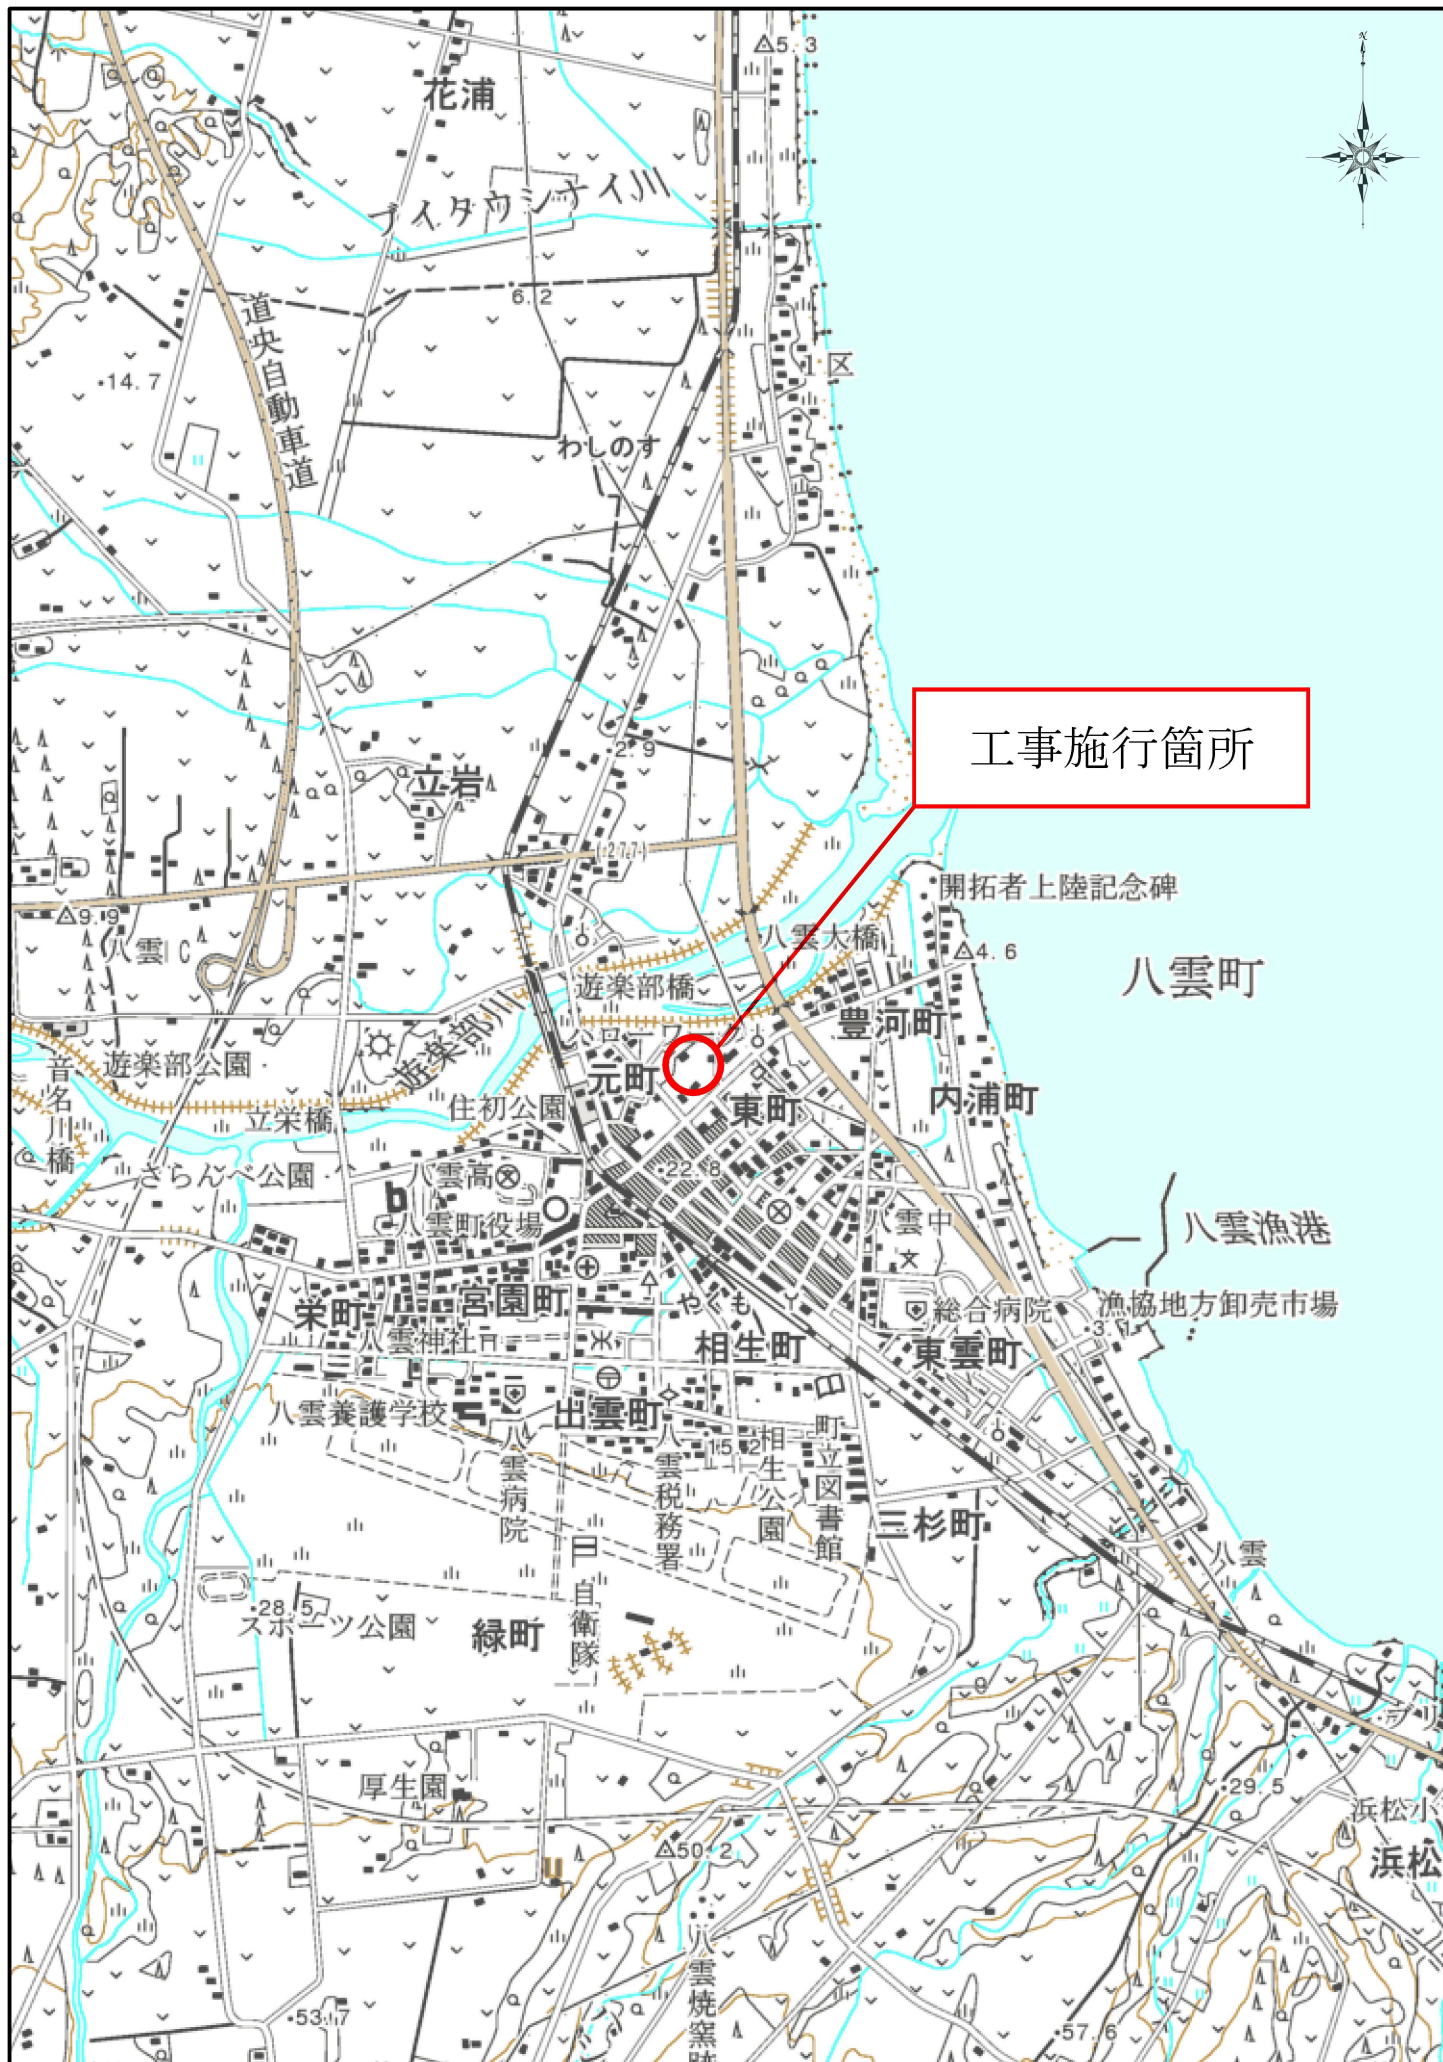 N
5.3
花浦
ブイタウシナイ川
6.2
道央自動車道
1区
14.7
わしのす
工事施行箇所
2.9
立岩
(277)
開拓者上陸記念碑
9.9
八雲IC
八雲大橋
4.6
八雲町
遊楽部橋
豊河町
ハローワーク
遊楽部川
遊楽部公園
音名川橋
元町
東町
内浦町
住初公園
立栄橋
さらんべ公園
八雲高
22.8
八雲町役場
八雲中
八雲漁港
宮園町
やくも
栄町
総合病院
漁協地方卸売市場
3.1
八雲神社
相生町
東雲町
八雲養護学校
出雲町
八雲病院
八雲税務署
15.2
相生公園
町立図書館
三杉町
八雲
自衛隊
28.5
スポーツ公園
緑町
厚生園
29.5
浜松小
50.2
浜松
八雲焼窯跡
53.7
57.6